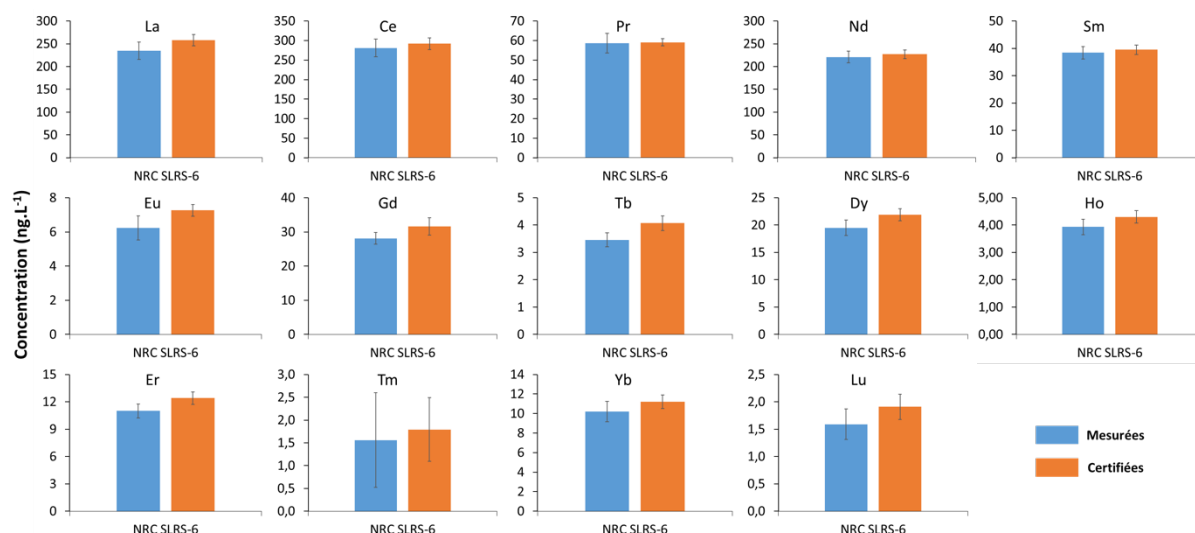 Concentration (ng.L⁻¹)
La
300
250
200
150
100
50
0
NRC SLRS-6
Ce
350
300
250
200
150
100
50
0
NRC SLRS-6
Pr
70
60
50
40
30
20
10
0
NRC SLRS-6
Nd
300
250
200
150
100
50
0
NRC SLRS-6
Sm
50
40
30
20
10
0
NRC SLRS-6
Eu
8
6
4
2
0
NRC SLRS-6
Gd
40
30
20
10
0
NRC SLRS-6
Tb
5
4
3
2
1
0
NRC SLRS-6
Dy
25
20
15
10
5
0
NRC SLRS-6
Ho
5,00
4,00
3,00
2,00
1,00
0,00
NRC SLRS-6
Er
15
12
9
6
3
0
NRC SLRS-6
Tm
3,0
2,5
2,0
1,5
1,0
0,5
0,0
NRC SLRS-6
Yb
14
12
10
8
6
4
2
0
NRC SLRS-6
Lu
2,5
2,0
1,5
1,0
0,5
0,0
NRC SLRS-6
Mesurées
Certifiées